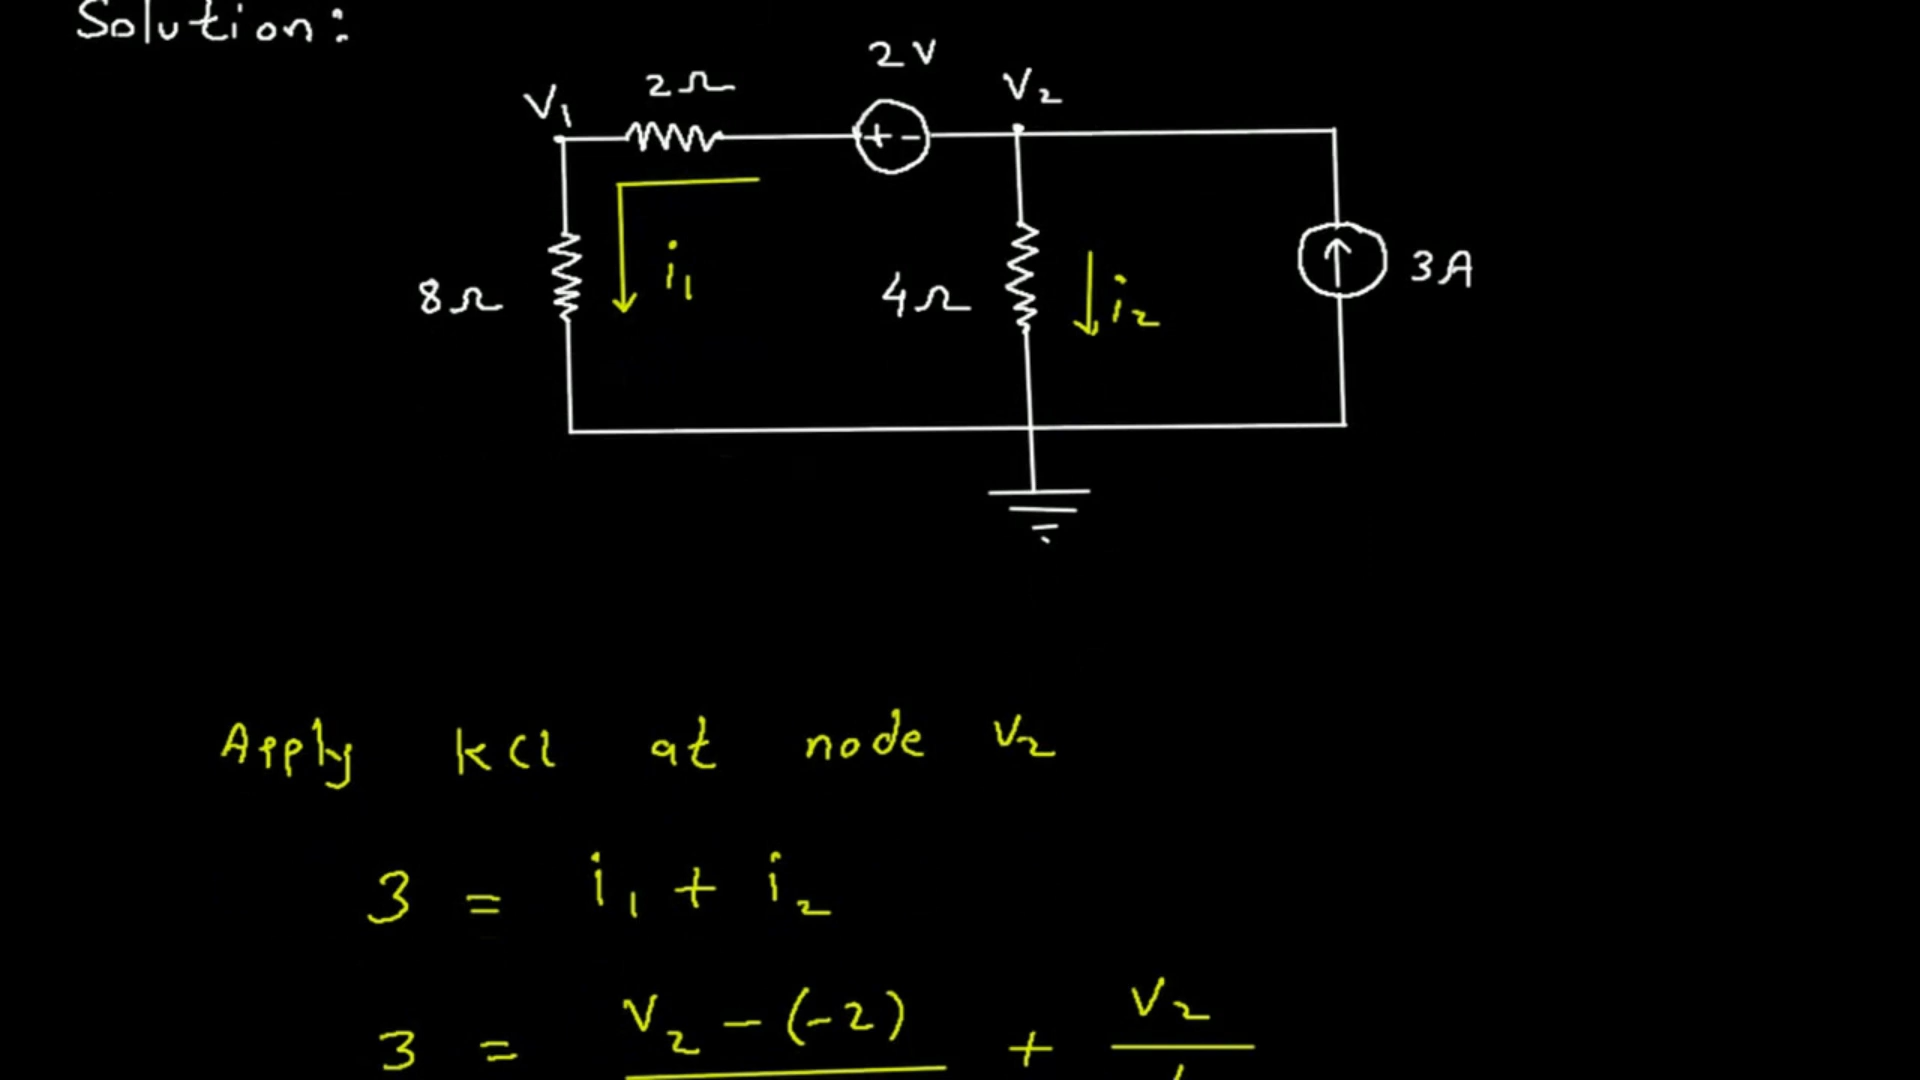 Solution:
2V
V₁ 2Ω V₂
+ -
8Ω i₁ 4Ω i₂ 3A
Apply kcl at node V₂
3 = i₁ + i₂
3 = V₂ - (-2) + V₂